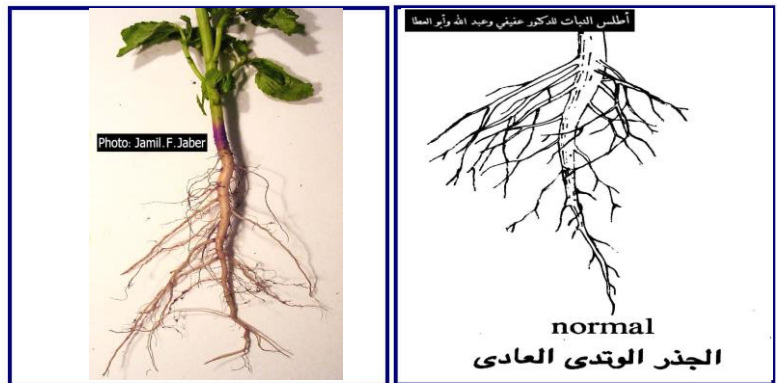 Photo: Jamil.F.Jaber
أطلس النبات للدكتور عفيفي وعبد الله وأبو العطا
normal
الجذر الوتدى العادى